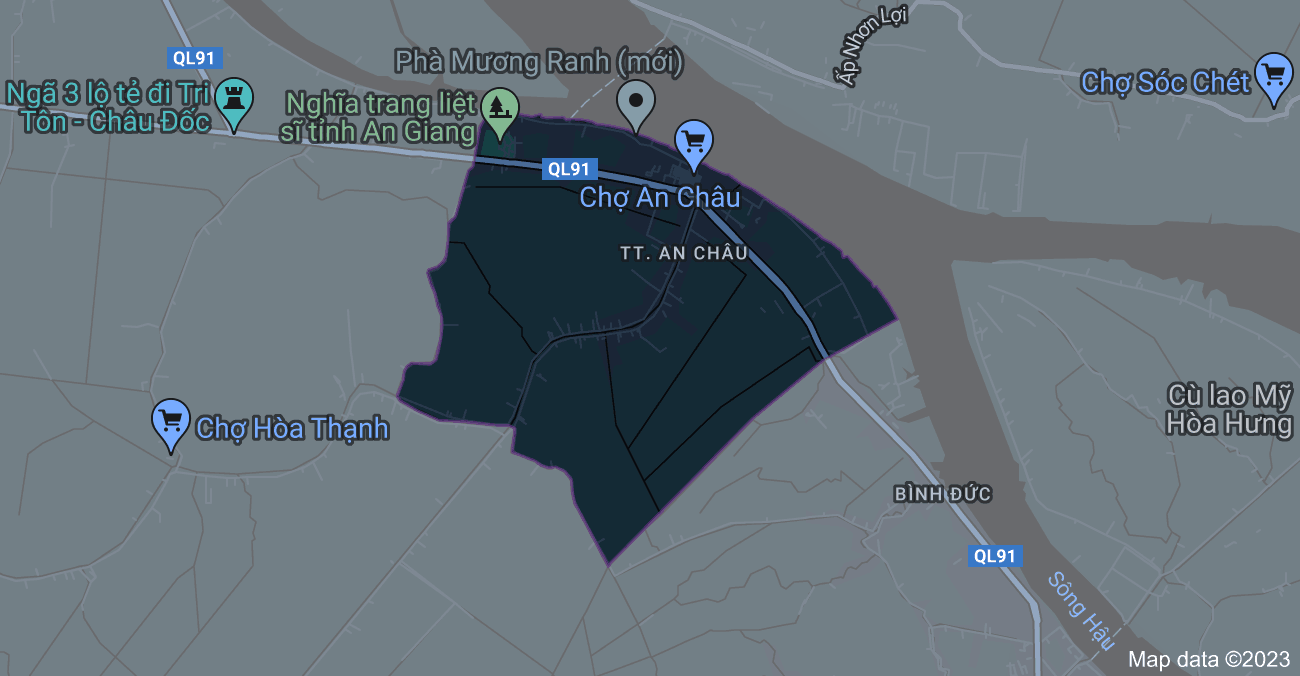 Ấp Nhơn Lợi
QL91
Phà Mương Ranh (mới)
Chợ Sóc Chét
Ngã 3 lộ tẻ đi Tri
Tôn - Châu Đốc
Nghĩa trang liệt
sĩ tỉnh An Giang
QL91
Chợ An Châu
TT. AN CHÂU
Cù lao Mỹ
Hòa Hưng
Chợ Hòa Thạnh
BÌNH ĐỨC
QL91
Sông Hậu
Map data ©2023